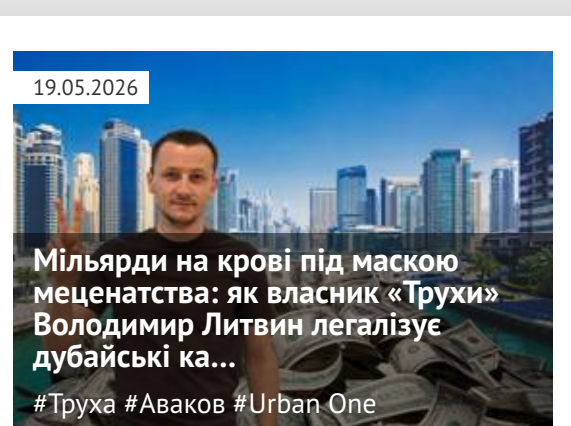 19.05.2026
Мільярди на крові під маскою
меценатства: як власник «Трухи»
Володимир Литвин легалізує
дубайські ка...
#Труха #Аваков #Urban One